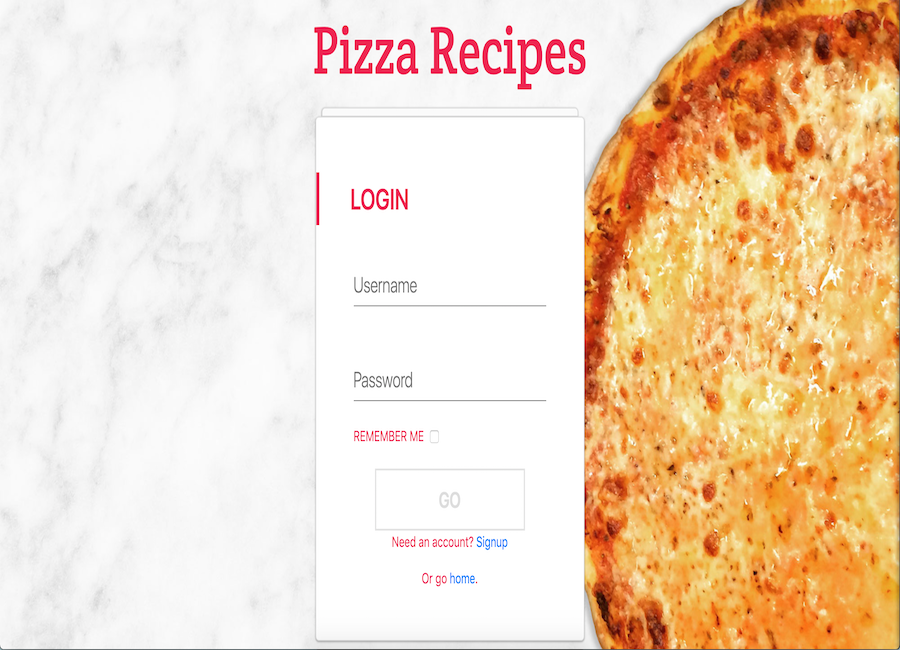 Pizza Recipes
LOGIN
Username
Password
REMEMBER ME
GO
Need an account? Signup
Or go home.